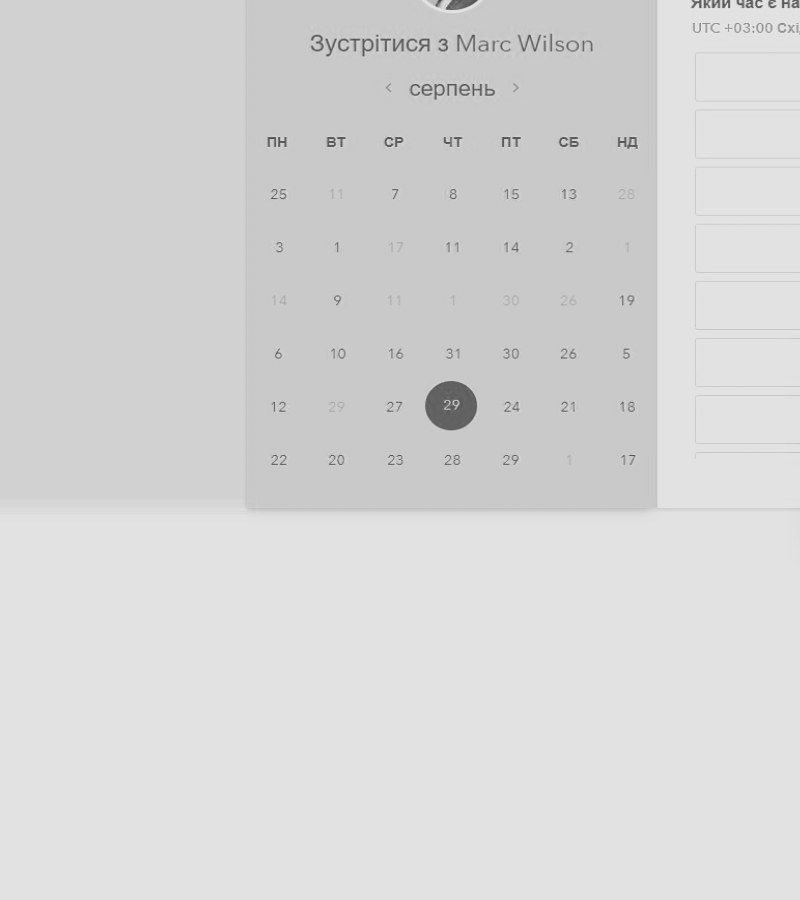 Який час є на
Зустрітися з Marc Wilson
UTC +03:00 Схі
серпень
ПН ВТ СР ЧТ ПТ СБ НД
25 11 7 8 15 13 28
3 1 17 11 14 2 1
14 9 11 1 30 26 19
6 10 16 31 30 26 5
12 29 27 29 24 21 18
22 20 23 28 29 1 17